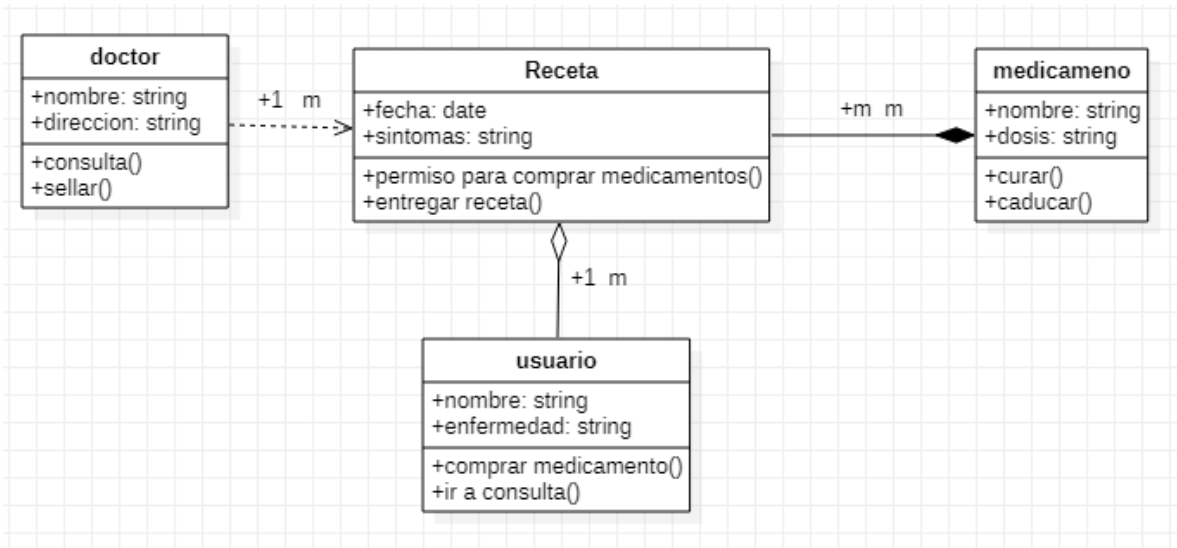 doctor
+nombre: string
+direccion: string
+consulta()
+sellar()
+1 m
Receta
+fecha: date
+sintomas: string
+permiso para comprar medicamentos()
+entregar receta()
+m m
medicameno
+nombre: string
+dosis: string
+curar()
+caducar()
+1 m
usuario
+nombre: string
+enfermedad: string
+comprar medicamento()
+ir a consulta()